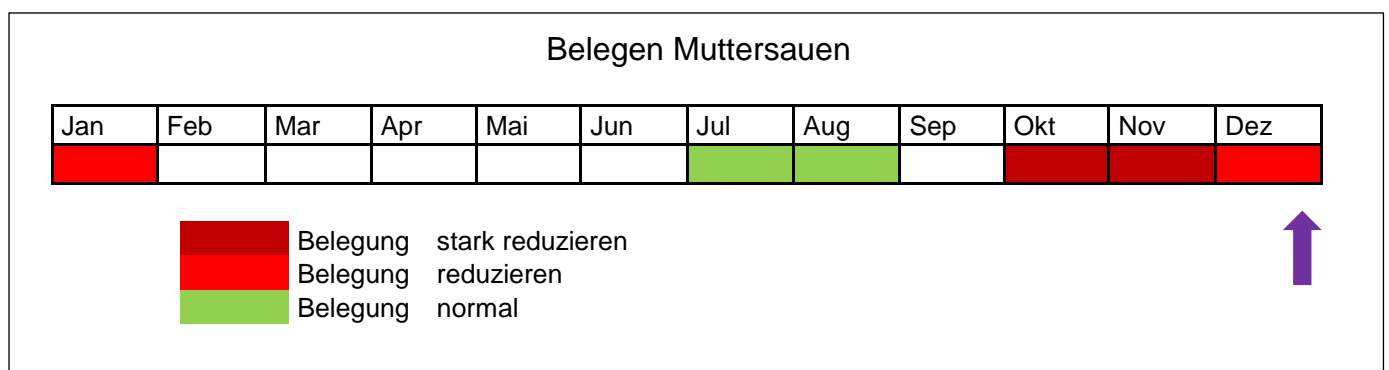 Belegen Muttersauen
Jan Feb Mar Apr Mai Jun Jul Aug Sep Okt Nov Dez
Belegung stark reduzieren
Belegung reduzieren
Belegung normal